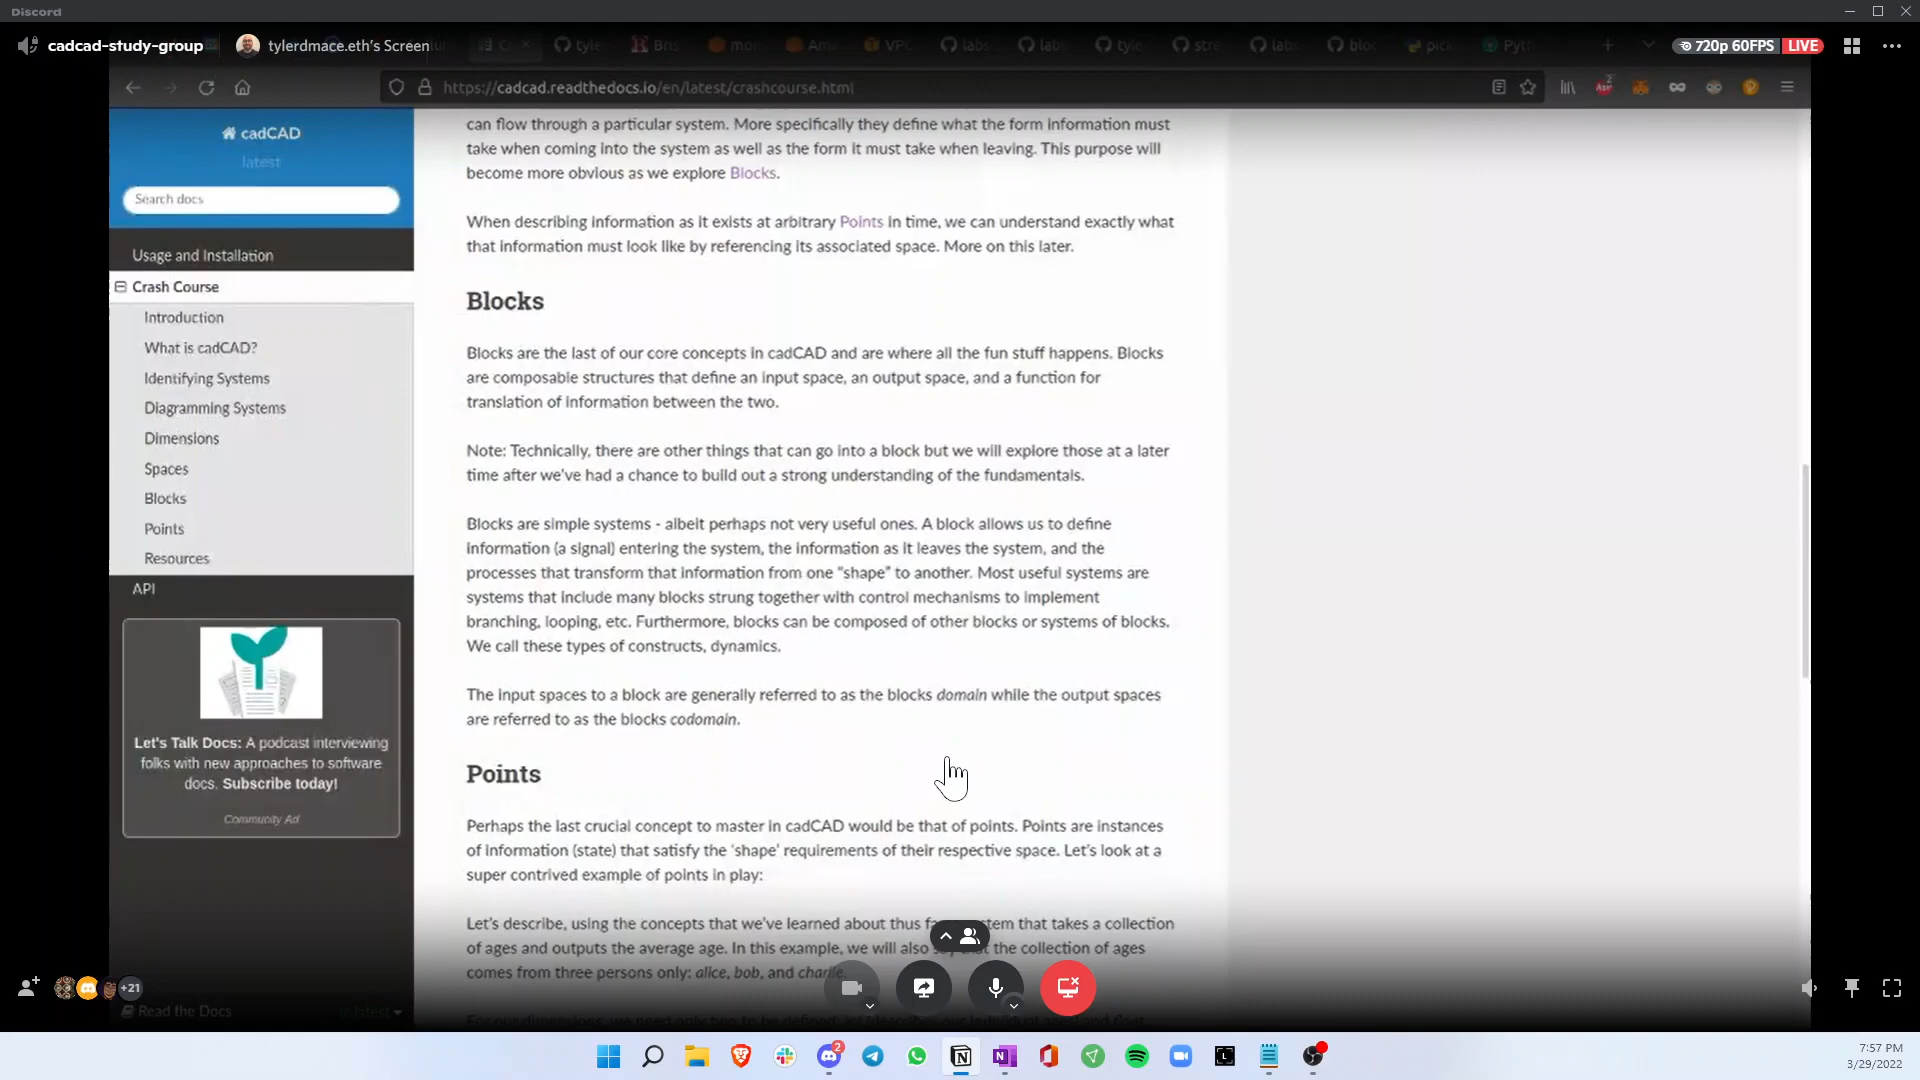 Discord
cadcad-study-group
tylerdmace.eth's Screen
720p 60FPS LIVE
https://cadcad.readthedocs.io/en/latest/crashcourse.html
cadCAD
latest
Search docs
Usage and Installation
Crash Course
Introduction
What is cadCAD?
Identifying Systems
Diagramming Systems
Dimensions
Spaces
Blocks
Points
Resources
API
Let's Talk Docs: A podcast interviewing
folks with new approaches to software
docs. Subscribe today!
Community Ad
Read the Docs
v: latest
can flow through a particular system. More specifically they define what the form information must
take when coming into the system as well as the form it must take when leaving. This purpose will
become more obvious as we explore Blocks.
When describing information as it exists at arbitrary Points in time, we can understand exactly what
that information must look like by referencing its associated space. More on this later.
Blocks
Blocks are the last of our core concepts in cadCAD and are where all the fun stuff happens. Blocks
are composable structures that define an input space, an output space, and a function for
translation of information between the two.
Note: Technically, there are other things that can go into a block but we will explore those at a later
time after we've had a chance to build out a strong understanding of the fundamentals.
Blocks are simple systems - albeit perhaps not very useful ones. A block allows us to define
information (a signal) entering the system, the information as it leaves the system, and the
processes that transform that information from one “shape” to another. Most useful systems are
systems that include many blocks strung together with control mechanisms to implement
branching, looping, etc. Furthermore, blocks can be composed of other blocks or systems of blocks.
We call these types of constructs, dynamics.
The input spaces to a block are generally referred to as the blocks domain while the output spaces
are referred to as the blocks codomain.
Points
Perhaps the last crucial concept to master in cadCAD would be that of points. Points are instances
of information (state) that satisfy the 'shape' requirements of their respective space. Let's look at a
super contrived example of points in play:
Let's describe, using the concepts that we've learned about thus tem that takes a collection
of ages and outputs the average age. In this example, we will also the collection of ages
comes from three persons only: alice, bob, and charlie.
+21
2
7:57 PM
3/29/2022